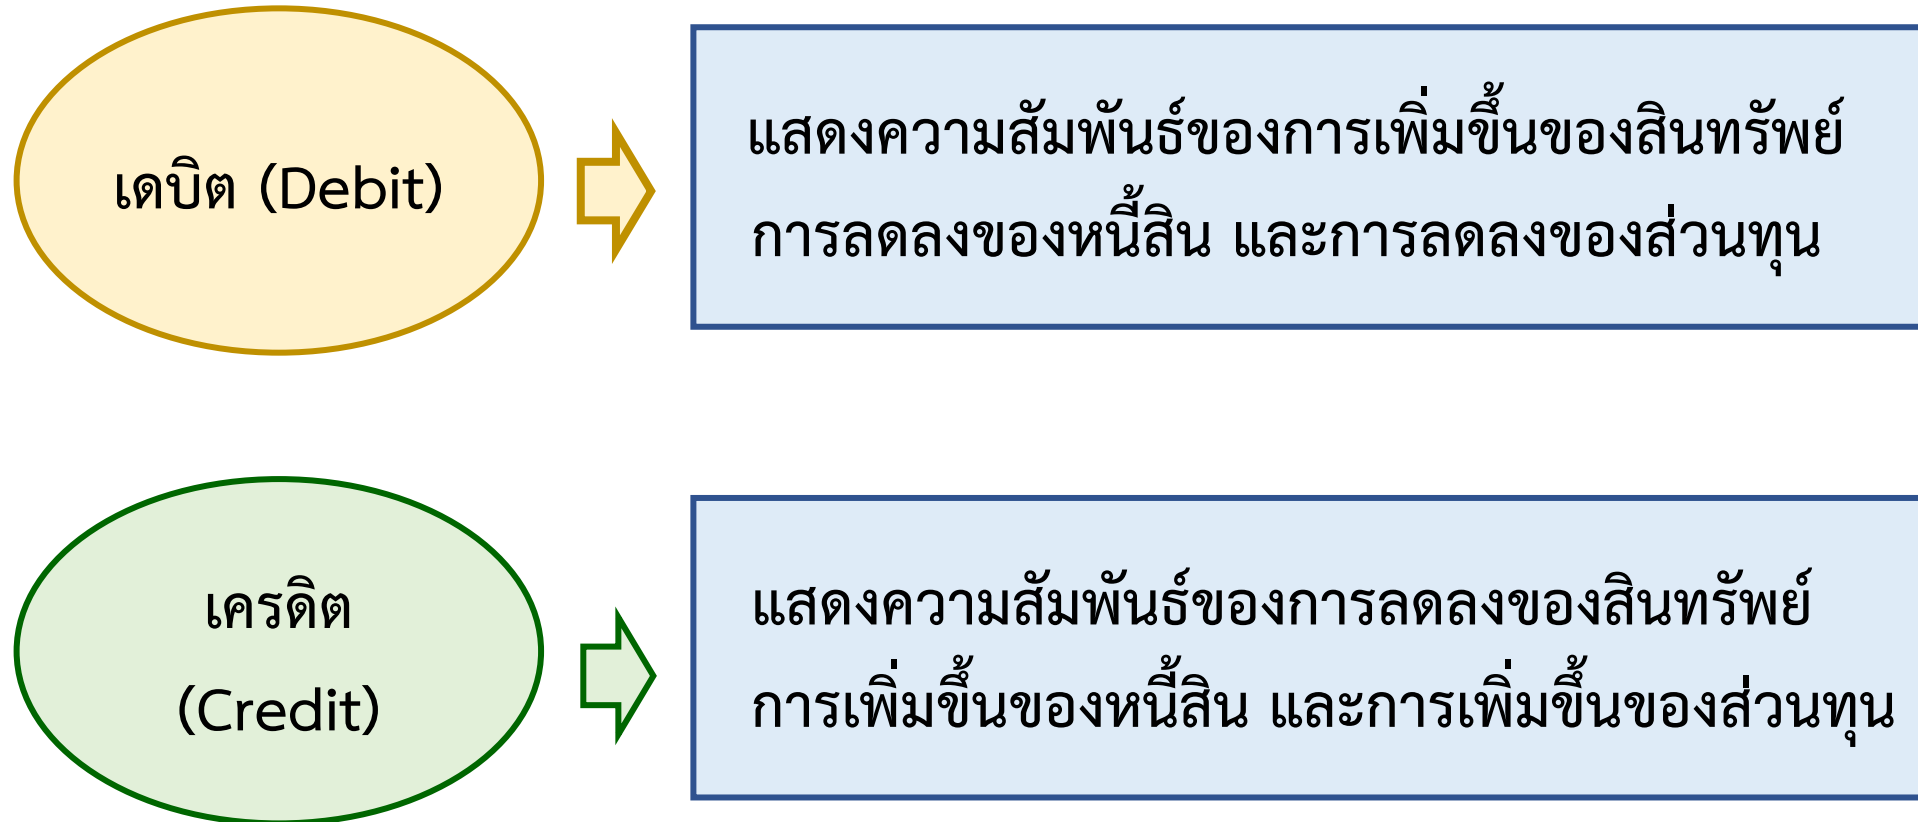 เดบิต (Debit)
แสดงความสัมพันธ์ของการเพิ่มขึ้นของสินทรัพย์
การลดลงของหนี้สิน และการลดลงของส่วนทุน
เครดิต
(Credit)
แสดงความสัมพันธ์ของการลดลงของสินทรัพย์
การเพิ่มขึ้นของหนี้สิน และการเพิ่มขึ้นของส่วนทุน